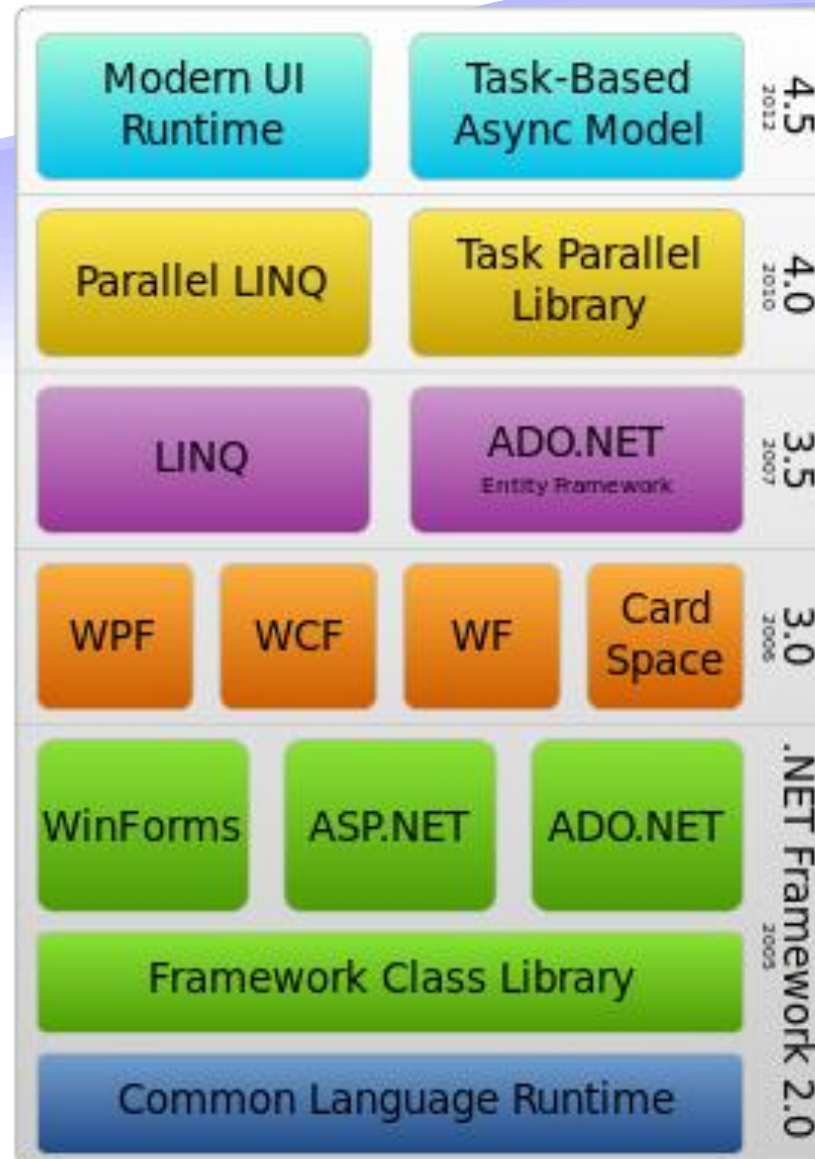 Modern UI
Runtime
Task-Based
Async Model
4.5
2012
Parallel LINQ
Task Parallel
Library
4.0
2010
LINQ
ADO.NET
Entity Framework
3.5
2007
WPF
WCF
WF
Card
Space
3.0
2006
WinForms
ASP.NET
ADO.NET
Framework Class Library
Common Language Runtime
.NET Framework 2.0
2005